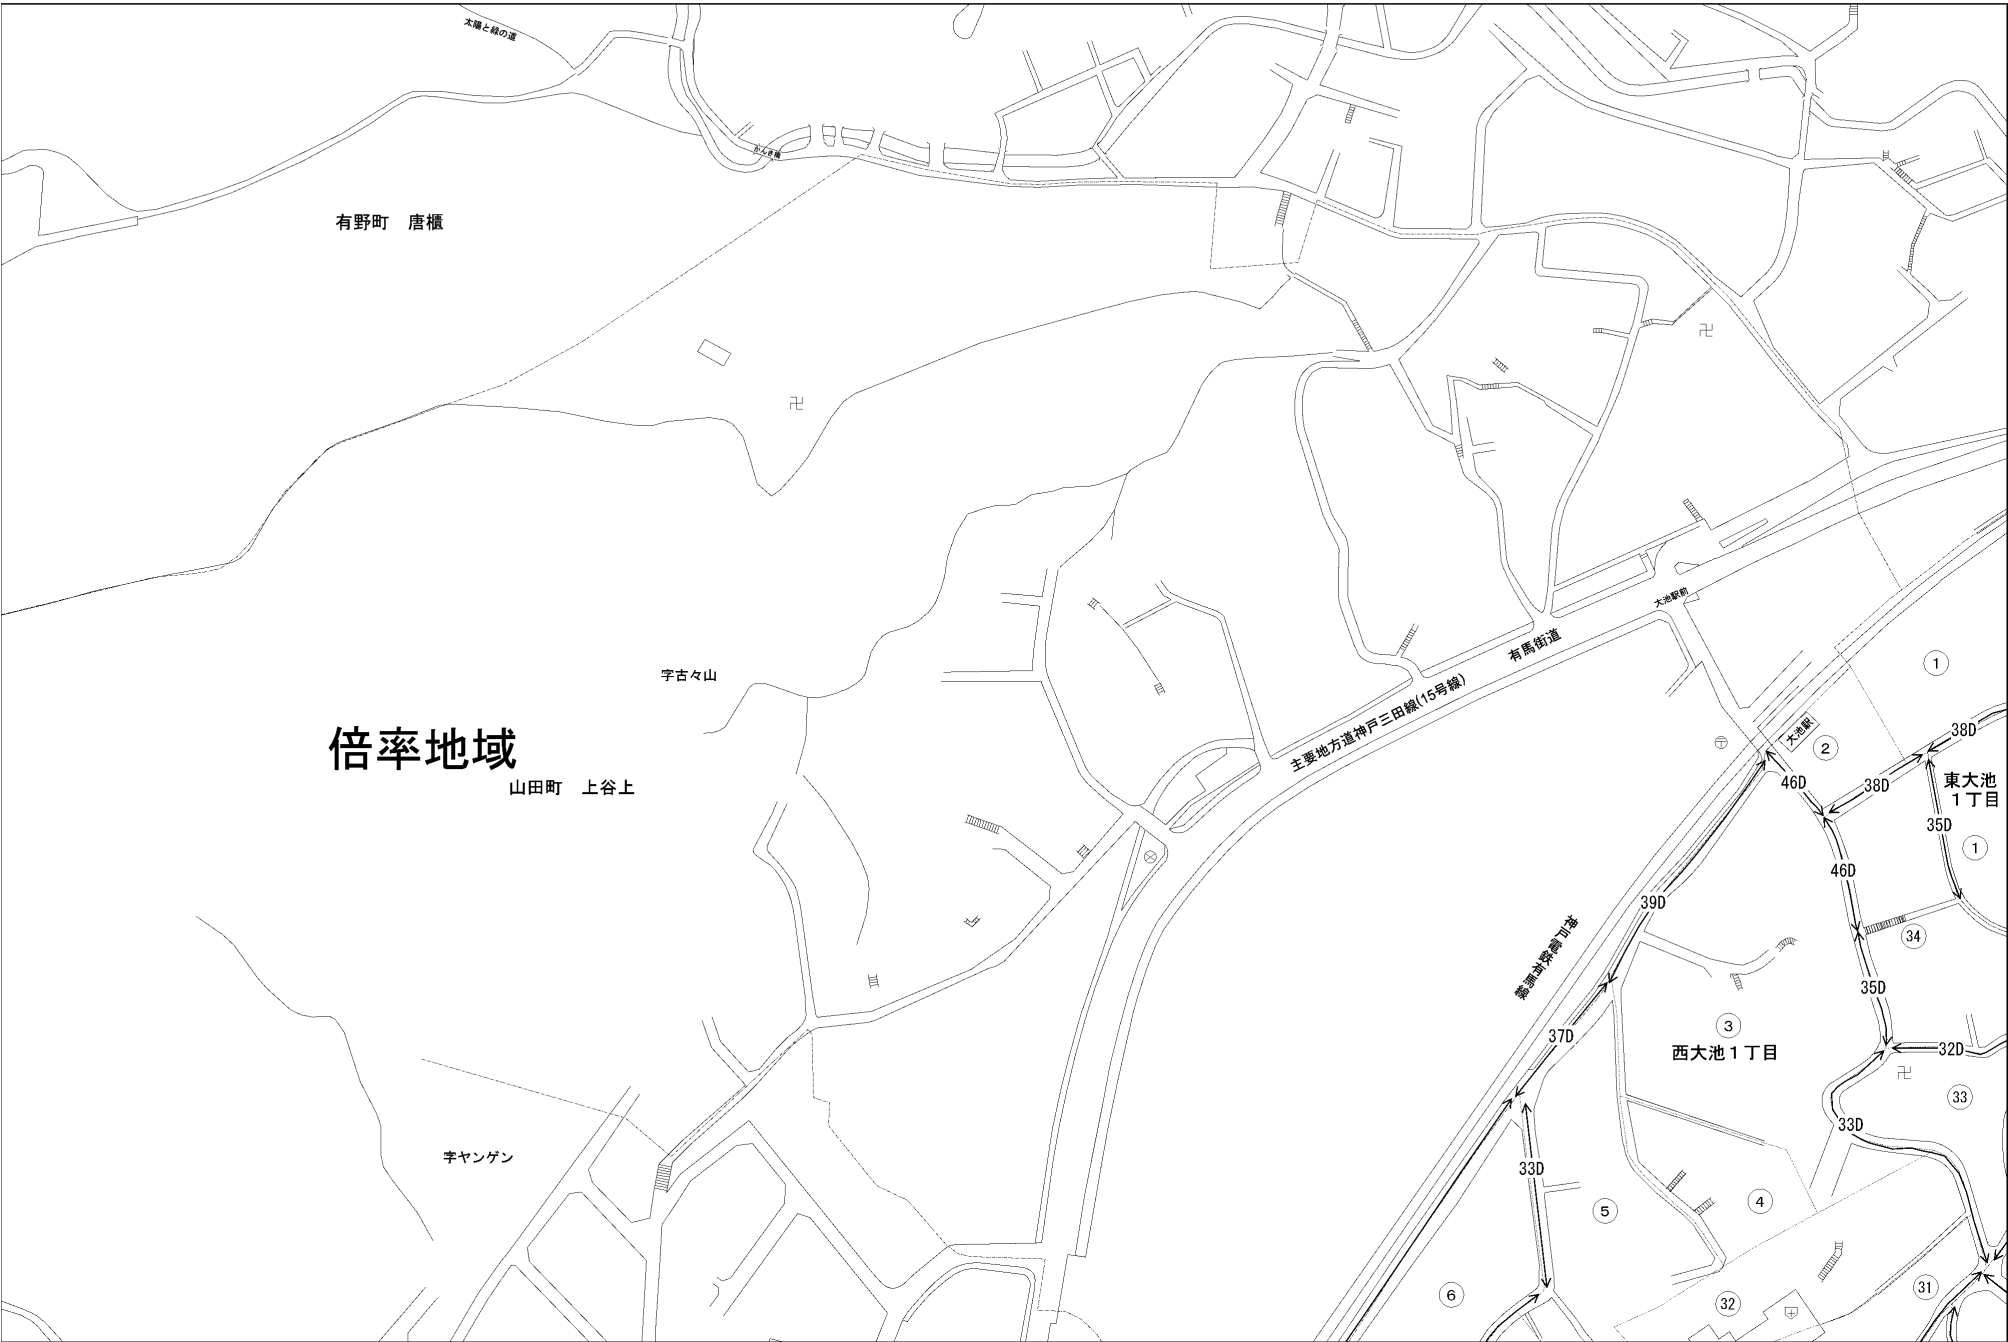 太陽と緑の道
かんぎ橋
有野町　唐櫃
卍
卍
大池駅前
有馬街道
主要地方道神戸三田線(15号線)
字古々山
倍率地域
山田町　上谷上
字ヤンゲン
神戸電鉄有馬線
大池駅
1
2
38D
46D
38D
東大池
1丁目
35D
1
46D
39D
34
35D
37D
3
西大池1丁目
32D
卍
33
33D
33D
4
5
6
31
32